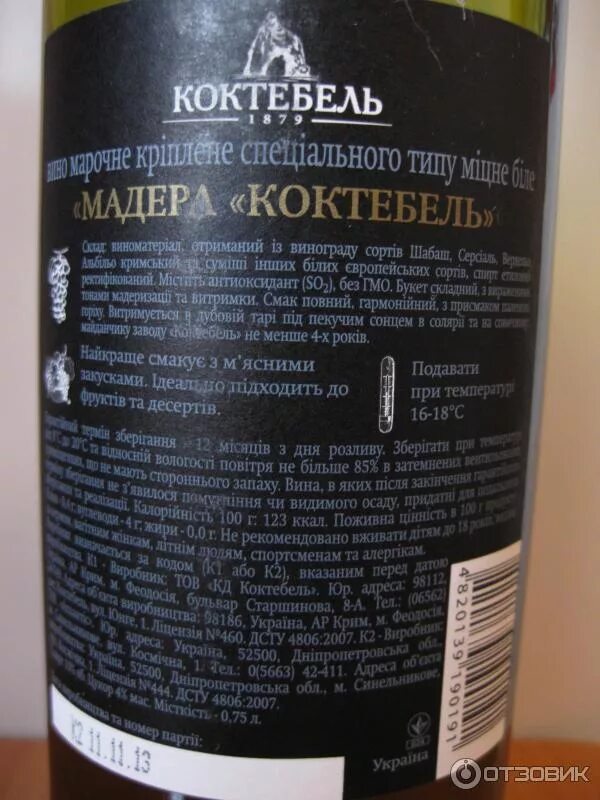 КОКТЕБЕЛЬ
1879
вино марочне кріплене спеціального типу міцне біле
«МАДЕРА «КОКТЕБЕЛЬ»
Склад: виноматеріал, отриманий із винограду сортів Шабаш, Серсіаль, Вердельо,
Альбільо кримський та суміші інших білих європейських сортів, спирт етиловий
ректифікований. Містить антиоксидант (SO₂), без ГМО. Букет складний, з вираженими
тонами мадеризації та витримки. Смак повний, гармонійний, з присмаком паленого
горіху. Витримується в дубовій тарі під пекучим сонцем в солярії та на сонячному
майданчику заводу «Коктебель» не менше 4-х років.
Найкраще смакує з м'ясними
закусками. Ідеально підходить до
фруктів та десертів.
Подавати
при температурі
16-18°С
термін зберігання - 12 місяців з дня розливу. Зберігати при температурі
до 20°С та відносній вологості повітря не більше 85% в затемнених
що не мають стороннього запаху. Вина, в яких після закінчення
зберігання не з'явилося помутніння чи видимого осаду, придатні для
та реалізації. Калорійність 100 г: 123 ккал. Поживна цінність в 100 г
вуглеводи - 4 г, жири - 0,0 г. Не рекомендовано вживати дітям до 18 років,
вагітним жінкам, літнім людям, спортсменам та алергікам.
визначається за кодом (К1 або К2), вказаним перед датою
К1 - Виробник: ТОВ «КД Коктебель». Юр. адреса: 98112,
АР Крим, м. Феодосія, бульвар Старшинова, 8-А. Тел.: (06562)
Адреса об'єкта виробництва: 98186, Україна, АР Крим, м. Феодосія,
вул. Юнге, 1. Ліцензія №460. ДСТУ 4806:2007. К2 - Виробник:
Юр. адреса: Україна, 52500, Дніпропетровська обл.,
вул. Космічна, 1. Тел.: 0(5663) 42-411. Адреса об'єкта
Україна, 52500, Дніпропетровська обл., м. Синельникове,
Ліцензія №444. ДСТУ 4806:2007.
Цукор 4% мас. Місткість - 0,75 л.
виробництва та номер партії:
К2 11.11.13
4820139190191
Україна
ОТЗОВИК